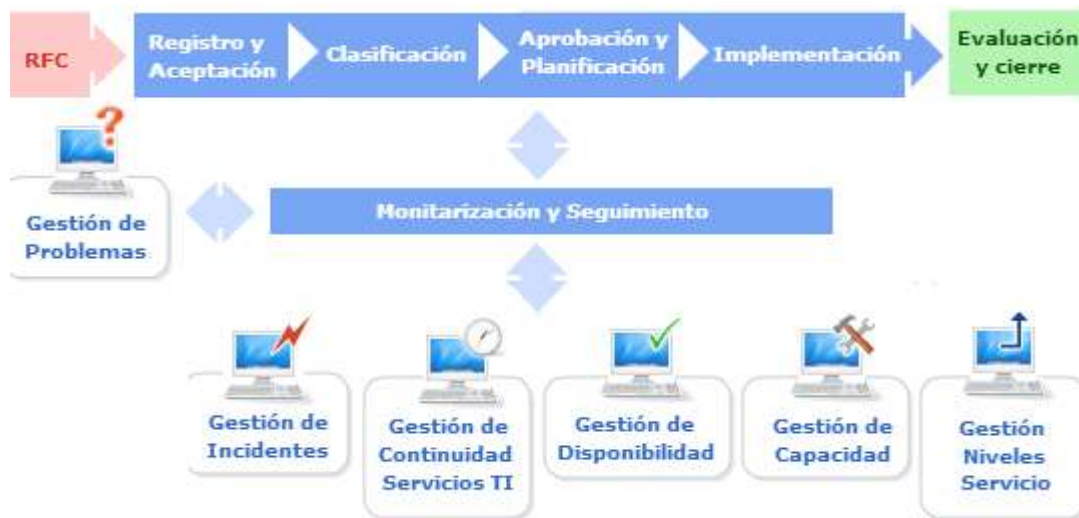 RFC
Registro y
Aceptación
Clasificación
Aprobación y
Planificación
Implementación
Evaluación
y cierre
?
Gestión de
Problemas
Monitarización y Seguimiento
Gestión de
Incidentes
Gestión de
Continuidad
Servicios TI
Gestión de
Disponibilidad
Gestión de
Capacidad
Gestión
Niveles
Servicio